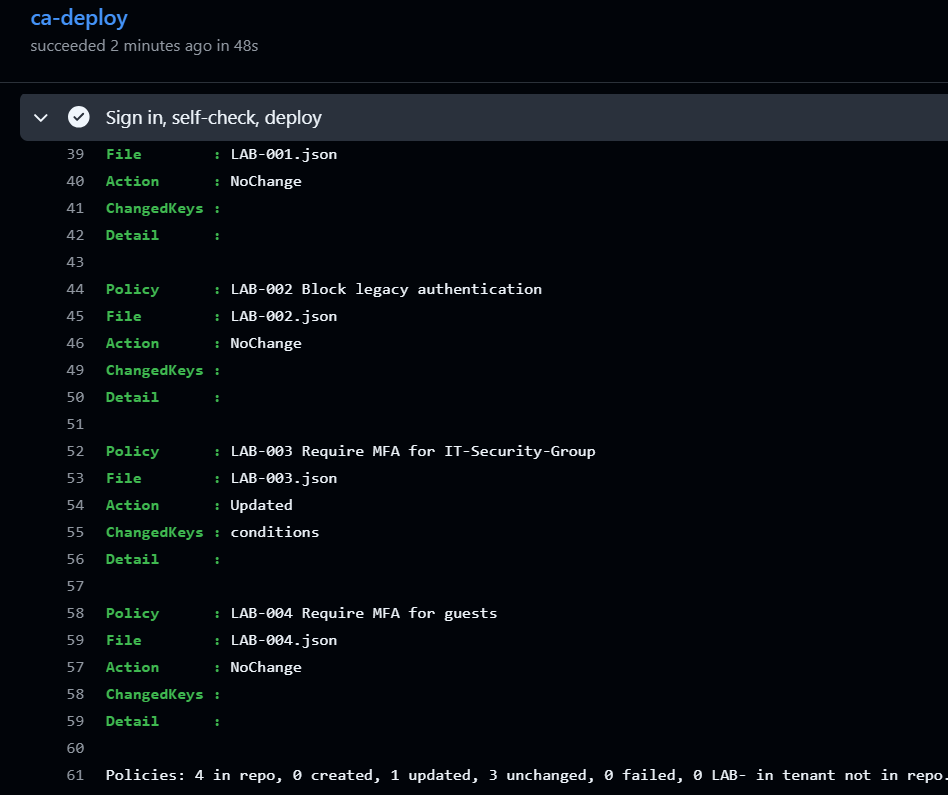 ca-deploy
succeeded 2 minutes ago in 48s
Sign in, self-check, deploy
39 File : LAB-001.json
40 Action : NoChange
41 ChangedKeys :
42 Detail :
43
44 Policy : LAB-002 Block legacy authentication
45 File : LAB-002.json
46 Action : NoChange
49 ChangedKeys :
50 Detail :
51
52 Policy : LAB-003 Require MFA for IT-Security-Group
53 File : LAB-003.json
54 Action : Updated
55 ChangedKeys : conditions
56 Detail :
57
58 Policy : LAB-004 Require MFA for guests
59 File : LAB-004.json
57 Action : NoChange
58 ChangedKeys :
59 Detail :
60
61 Policies: 4 in repo, 0 created, 1 updated, 3 unchanged, 0 failed, 0 LAB- in tenant not in repo.